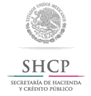 SHCP
SECRETARÍA DE HACIENDA
Y CRÉDITO PÚBLICO